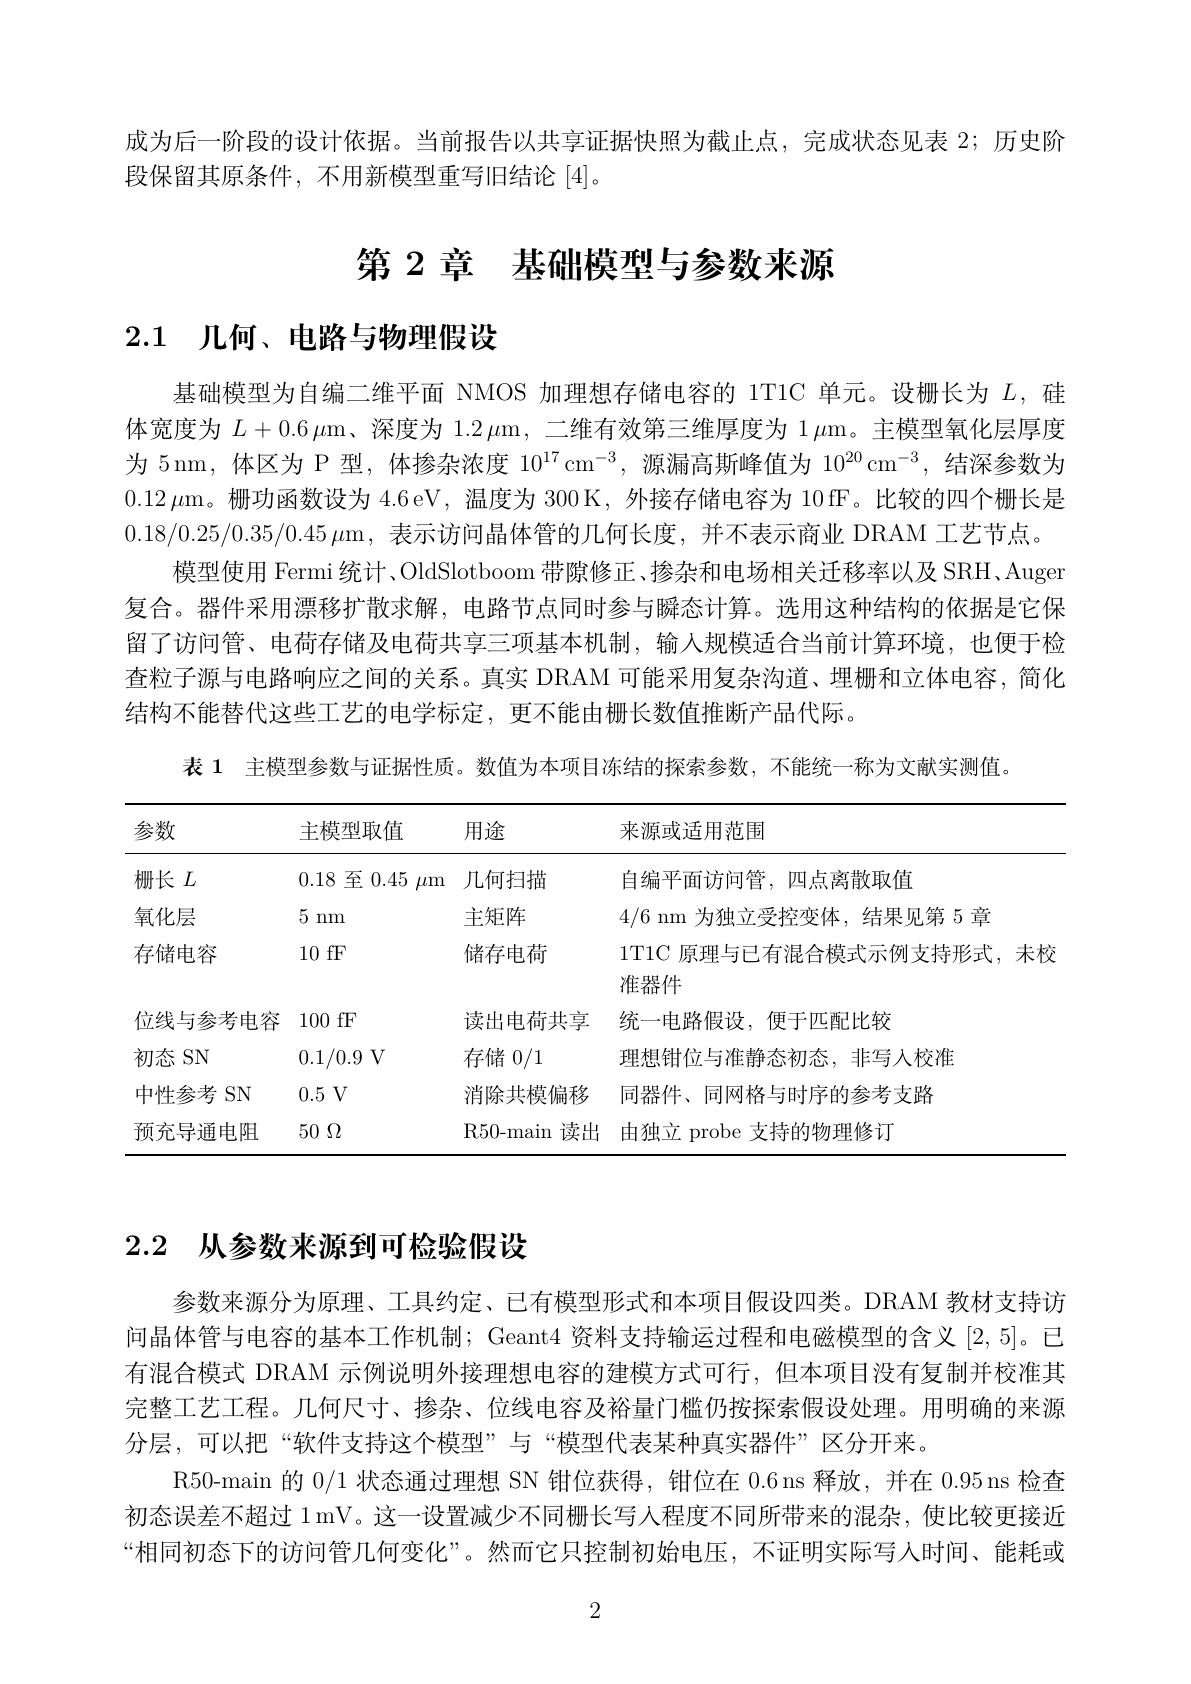 成为后一阶段的设计依据。当前报告以共享证据快照为截止点，完成状态见表 2；历史阶
段保留其原条件，不用新模型重写旧结论 [4]。
第 2 章　基础模型与参数来源
2.1　几何、电路与物理假设
基础模型为自编二维平面 NMOS 加理想存储电容的 1T1C 单元。设栅长为 L，硅
体宽度为 L + 0.6 μm、深度为 1.2 μm，二维有效第三维厚度为 1 μm。主模型氧化层厚度
为 5 nm，体区为 P 型，体掺杂浓度 10¹⁷ cm⁻³，源漏高斯峰值为 10²⁰ cm⁻³，结深参数为
0.12 μm。栅功函数设为 4.6 eV，温度为 300 K，外接存储电容为 10 fF。比较的四个栅长是
0.18/0.25/0.35/0.45 μm，表示访问晶体管的几何长度，并不表示商业 DRAM 工艺节点。
模型使用 Fermi 统计、OldSlotboom 带隙修正、掺杂和电场相关迁移率以及 SRH、Auger
复合。器件采用漂移扩散求解，电路节点同时参与瞬态计算。选用这种结构的依据是它保
留了访问管、电荷存储及电荷共享三项基本机制，输入规模适合当前计算环境，也便于检
查粒子源与电路响应之间的关系。真实 DRAM 可能采用复杂沟道、埋栅和立体电容，简化
结构不能替代这些工艺的电学标定，更不能由栅长数值推断产品代际。
表 1　主模型参数与证据性质。数值为本项目冻结的探索参数，不能统一称为文献实测值。
参数　主模型取值　用途　来源或适用范围
栅长 L　0.18 至 0.45 μm　几何扫描　自编平面访问管，四点离散取值
氧化层　5 nm　主矩阵　4/6 nm 为独立受控变体，结果见第 5 章
存储电容　10 fF　储存电荷　1T1C 原理与已有混合模式示例支持形式，未校
准器件
位线与参考电容　100 fF　读出电荷共享　统一电路假设，便于匹配比较
初态 SN　0.1/0.9 V　存储 0/1　理想钳位与准静态初态，非写入校准
中性参考 SN　0.5 V　消除共模偏移　同器件、同网格与时序的参考支路
预充导通电阻　50 Ω　R50-main 读出　由独立 probe 支持的物理修订
2.2　从参数来源到可检验假设
参数来源分为原理、工具约定、已有模型形式和本项目假设四类。DRAM 教材支持访
问晶体管与电容的基本工作机制；Geant4 资料支持输运过程和电磁模型的含义 [2, 5]。已
有混合模式 DRAM 示例说明外接理想电容的建模方式可行，但本项目没有复制并校准其
完整工艺工程。几何尺寸、掺杂、位线电容及裕量门槛仍按探索假设处理。用明确的来源
分层，可以把“软件支持这个模型”与“模型代表某种真实器件”区分开来。
R50-main 的 0/1 状态通过理想 SN 钳位获得，钳位在 0.6 ns 释放，并在 0.95 ns 检查
初态误差不超过 1 mV。这一设置减少不同栅长写入程度不同所带来的混杂，使比较更接近
“相同初态下的访问管几何变化”。然而它只控制初始电压，不证明实际写入时间、能耗或
2